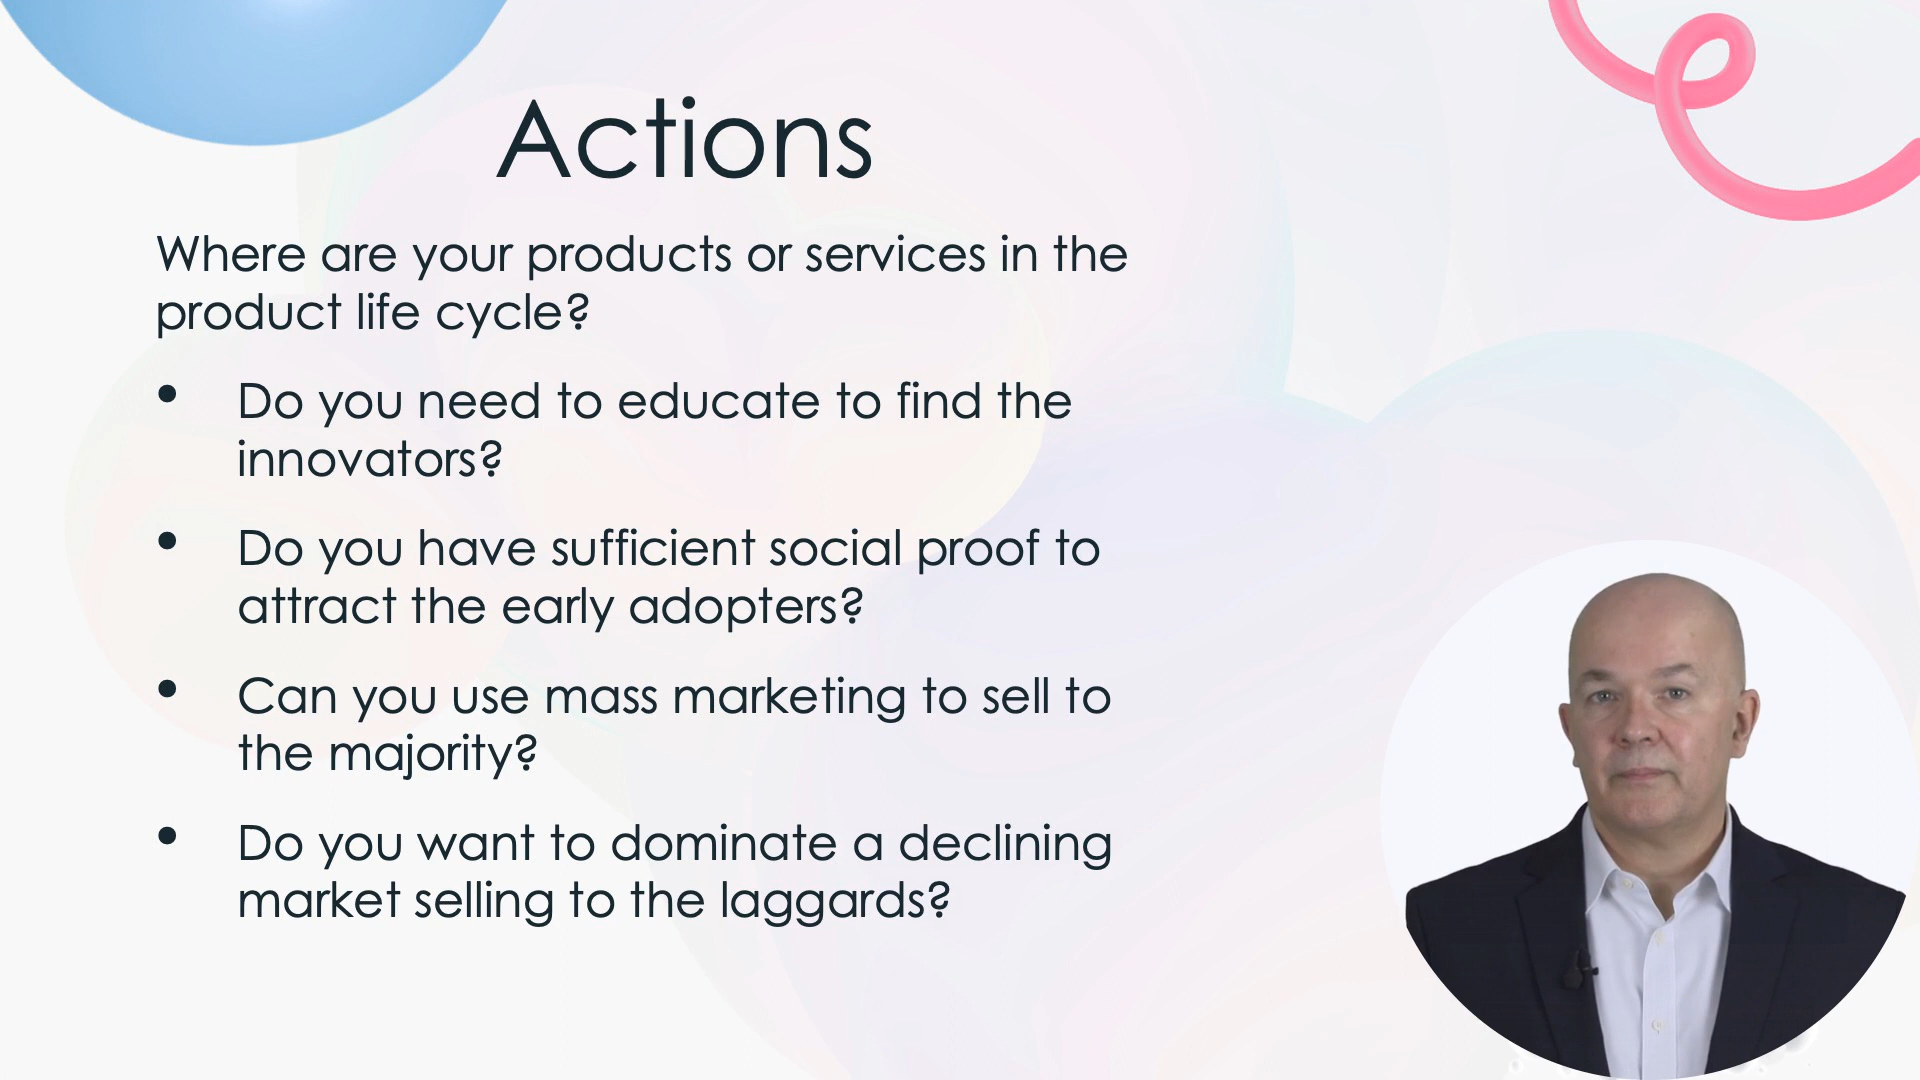 Actions
Where are your products or services in the
product life cycle?
• Do you need to educate to find the
innovators?
• Do you have sufficient social proof to
attract the early adopters?
• Can you use mass marketing to sell to
the majority?
• Do you want to dominate a declining
market selling to the laggards?